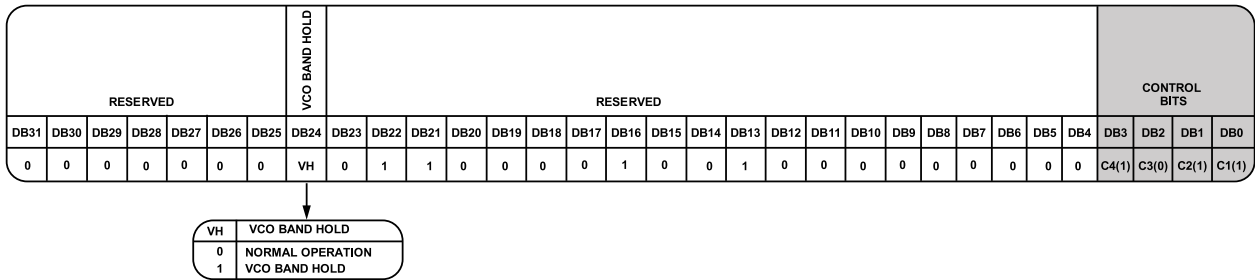 VCO BAND HOLD
RESERVED RESERVED CONTROL
BITS
DB31 DB30 DB29 DB28 DB27 DB26 DB25 DB24 DB23 DB22 DB21 DB20 DB19 DB18 DB17 DB16 DB15 DB14 DB13 DB12 DB11 DB10 DB9 DB8 DB7 DB6 DB5 DB4 DB3 DB2 DB1 DB0
0 0 0 0 0 0 0 VH 0 1 1 0 0 0 0 1 0 0 1 0 0 0 0 0 0 0 0 0 C4(1) C3(0) C2(1) C1(1)
VH VCO BAND HOLD
0 NORMAL OPERATION
1 VCO BAND HOLD